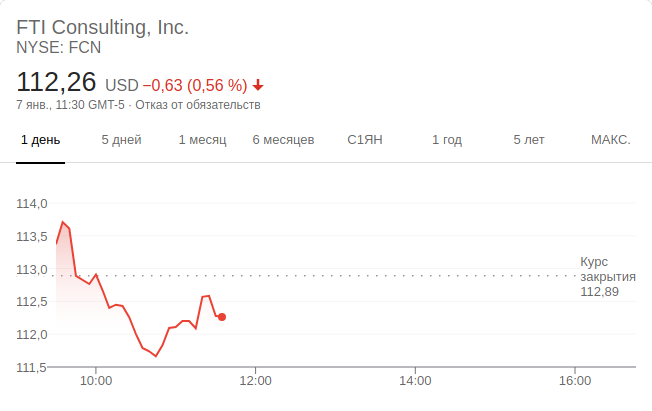 FTI Consulting, Inc.
NYSE: FCN
112,26 USD −0,63 (0,56 %)
7 янв., 11:30 GMT-5 · Отказ от обязательств
1 день 5 дней 1 месяц 6 месяцев С1ЯН 1 год 5 лет МАКС.
114,0
113,5
113,0
112,5
112,0
111,5
Курс
закрытия
112,89
10:00 12:00 14:00 16:00